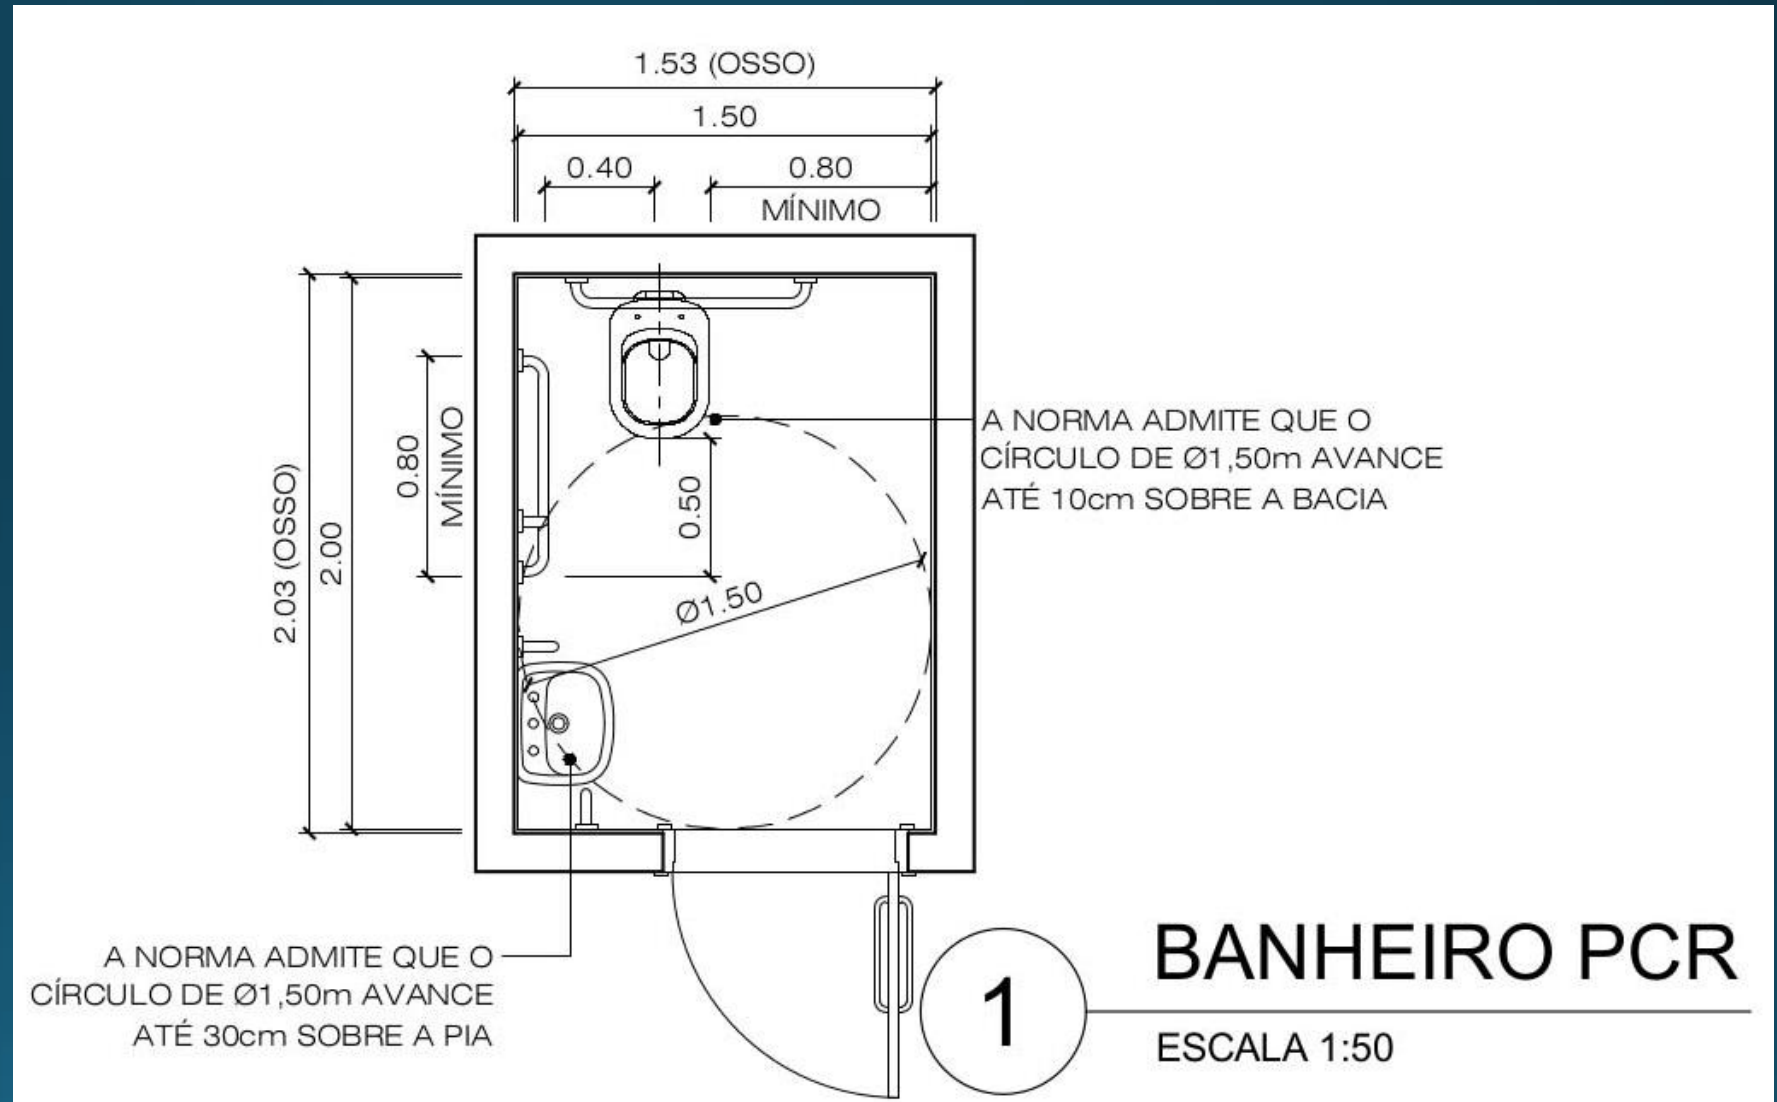 1.53 (OSSO)
1.50
0.40
0.80
MÍNIMO
2.03 (OSSO)
2.00
0.80
MÍNIMO
0.50
Ø1.50
A NORMA ADMITE QUE O
CÍRCULO DE Ø1,50m AVANCE
ATÉ 10cm SOBRE A BACIA
A NORMA ADMITE QUE O
CÍRCULO DE Ø1,50m AVANCE
ATÉ 30cm SOBRE A PIA
1
BANHEIRO PCR
ESCALA 1:50